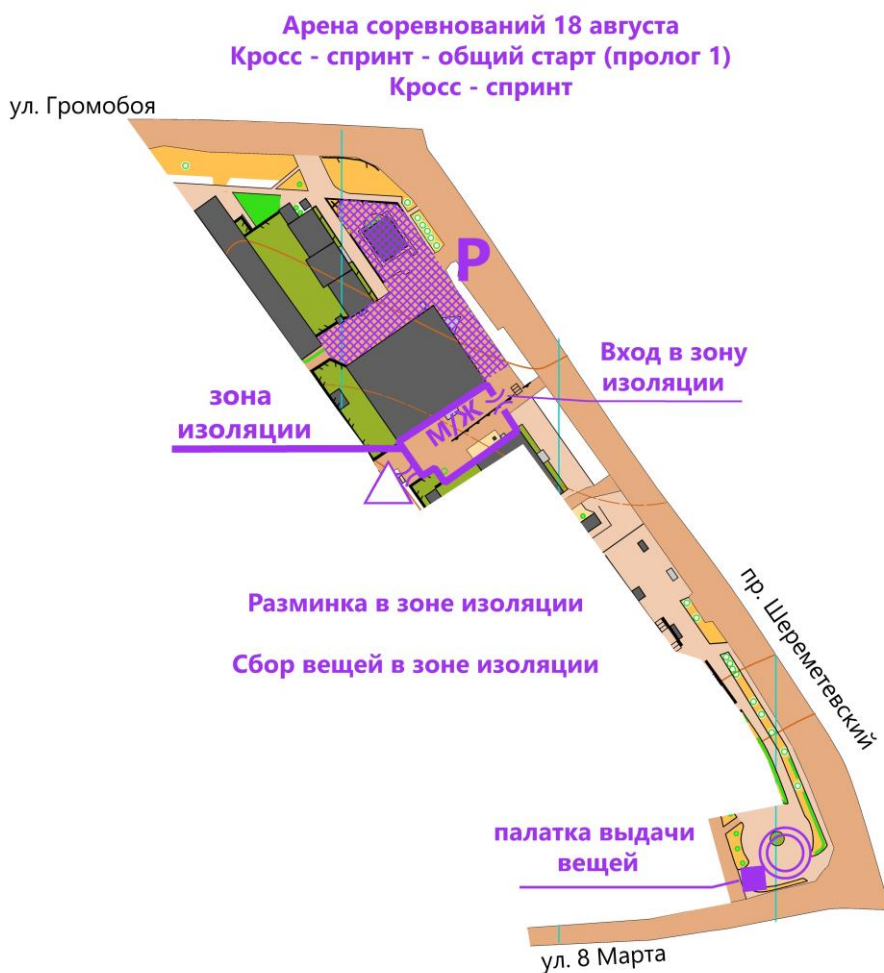 Арена соревнований 18 августа
Кросс - спринт - общий старт (пролог 1)
Кросс - спринт
ул. Громобоя
P
Вход в зону
изоляции
зона
изоляции
М/Ж
Разминка в зоне изоляции
Сбор вещей в зоне изоляции
пр. Шереметевский
палатка выдачи
вещей
ул. 8 Марта